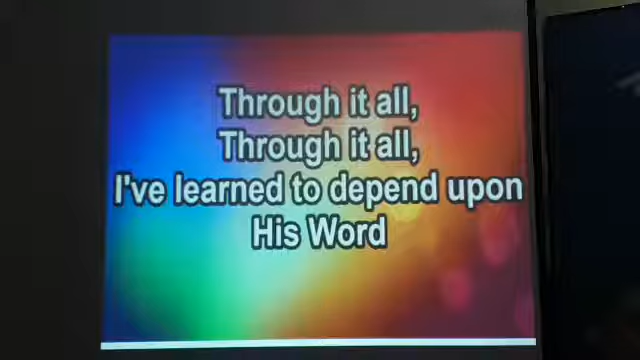 Through it all,
Through it all,
I've learned to depend upon
His Word